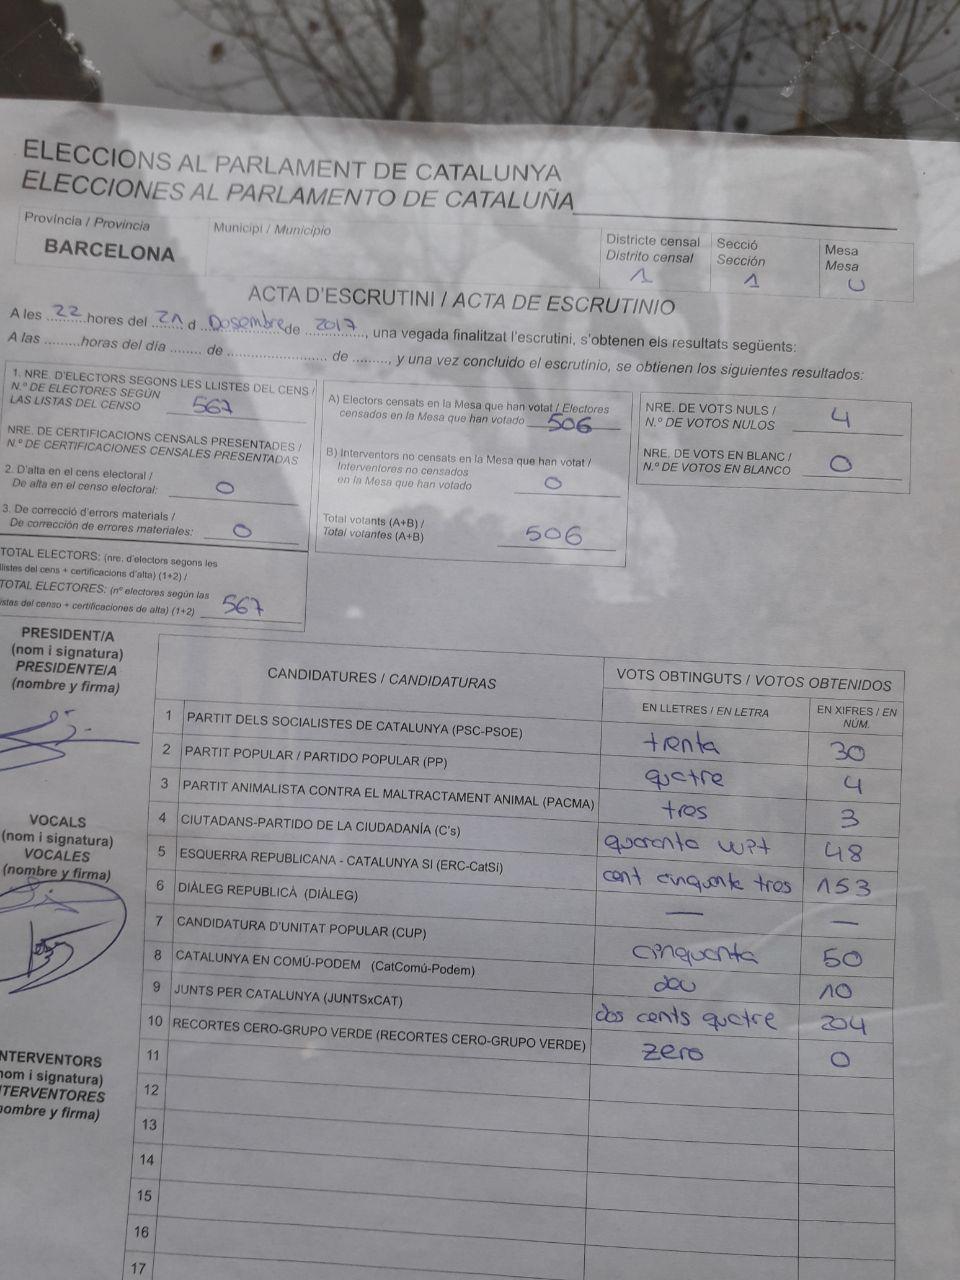 ELECCIONS AL PARLAMENT DE CATALUNYA
ELECCIONES AL PARLAMENTO DE CATALUÑA
Província / Provincia
BARCELONA
Municipi / Municipio
Districte censal
Distrito censal
1
Secció
Sección
1
Mesa
Mesa
U
ACTA D'ESCRUTINI / ACTA DE ESCRUTINIO
A les 22 hores del 21 d Dosembre de 2017, una vegada finalitzat l'escrutini, s'obtenen els resultats següents:
A las .........horas del día ........ de ......................... de ........., y una vez concluido el escrutinio, se obtienen los siguientes resultados:
1. NRE. D'ELECTORS SEGONS LES LLISTES DEL CENS /
N.º DE ELECTORES SEGÚN
LAS LISTAS DEL CENSO 567
NRE. DE CERTIFICACIONS CENSALS PRESENTADES /
N.º DE CERTIFICACIONES CENSALES PRESENTADAS
2. D'alta en el cens electoral /
De alta en el censo electoral: 0
3. De correcció d'errors materials /
De corrección de errores materiales: 0
TOTAL ELECTORS: (nre. d'electors segons les
llistes del cens + certificacions d'alta) (1+2) /
TOTAL ELECTORES: (nº electores según las
istas del censo + certificaciones de alta) (1+2) 567
A) Electors censats en la Mesa que han votat / Electores
censados en la Mesa que han votado 506
B) Interventors no censats en la Mesa que han votat /
Interventores no censados
en la Mesa que han votado 0
Total votants (A+B) /
Total votantes (A+B) 506
NRE. DE VOTS NULS /
N.º DE VOTOS NULOS 4
NRE. DE VOTS EN BLANC /
N.º DE VOTOS EN BLANCO 0
PRESIDENT/A
(nom i signatura)
PRESIDENTE/A
(nombre y firma)
VOCALS
(nom i signatura)
VOCALES
(nombre y firma)
NTERVENTORS
nom i signatura)
TERVENTORES
nombre y firma)
CANDIDATURES / CANDIDATURAS
VOTS OBTINGUTS / VOTOS OBTENIDOS
EN LLETRES / EN LETRA
EN XIFRES / EN
NÚM.
1 PARTIT DELS SOCIALISTES DE CATALUNYA (PSC-PSOE) trenta 30
2 PARTIT POPULAR / PARTIDO POPULAR (PP) quatre 4
3 PARTIT ANIMALISTA CONTRA EL MALTRACTAMENT ANIMAL (PACMA) tres 3
4 CIUTADANS-PARTIDO DE LA CIUDADANÍA (C's) quaranta vuit 48
5 ESQUERRA REPUBLICANA - CATALUNYA SI (ERC-CatSí) cent cinquanta tres 153
6 DIÀLEG REPUBLICÀ (DIÀLEG) — —
7 CANDIDATURA D'UNITAT POPULAR (CUP) cinquanta 50
8 CATALUNYA EN COMÚ-PODEM (CatComú-Podem) deu 10
9 JUNTS PER CATALUNYA (JUNTSxCAT) dos cents quatre 204
10 RECORTES CERO-GRUPO VERDE (RECORTES CERO-GRUPO VERDE) zero 0
11
12
13
14
15
16
17